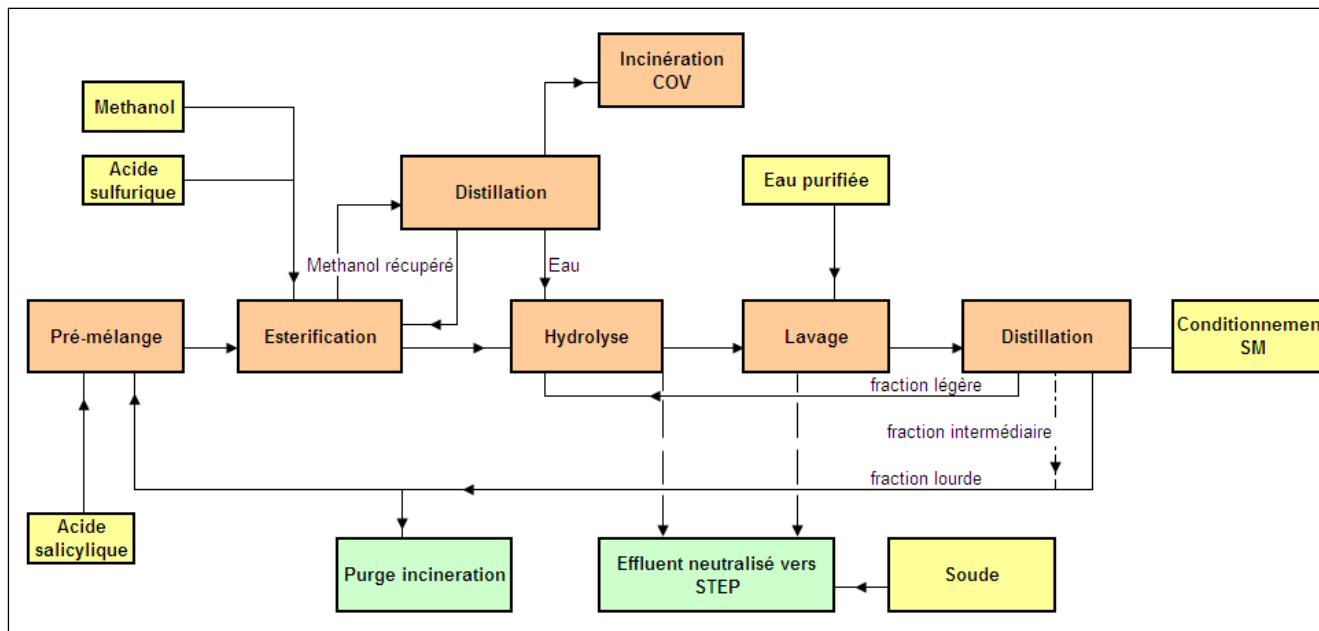 Incinération
COV
Methanol
Acide
sulfurique
Distillation
Eau purifiée
Methanol récupéré
Eau
Pré-mélange
Esterification
Hydrolyse
Lavage
Distillation
Conditionnemen
SM
fraction légère
fraction intermédiaire
fraction lourde
Acide
salicylique
Purge incineration
Effluent neutralisé vers
STEP
Soude